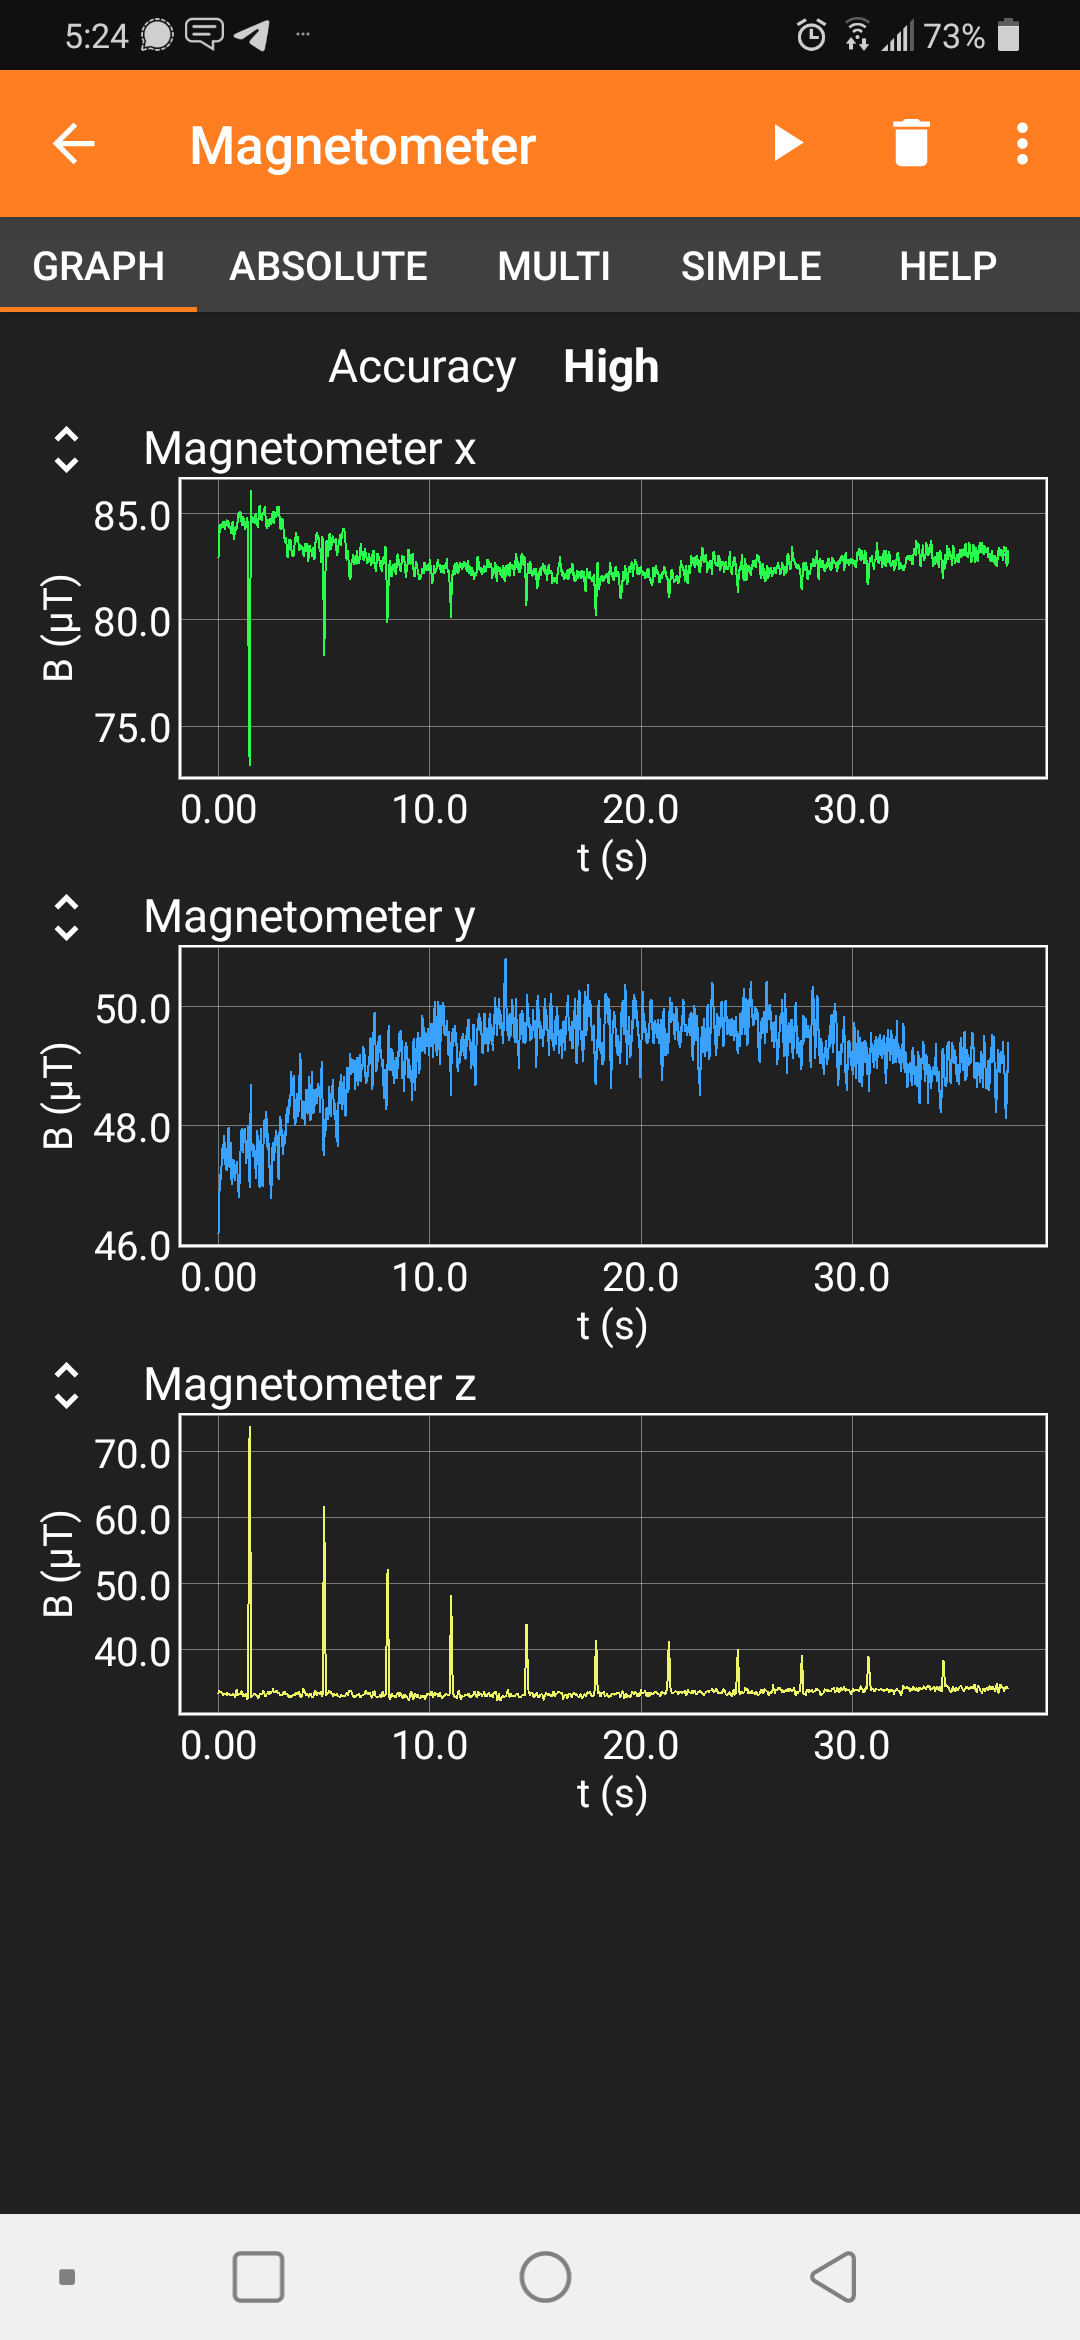 5:24 ... 73%
Magnetometer
GRAPH ABSOLUTE MULTI SIMPLE HELP
Accuracy High
Magnetometer x
85.0
80.0
75.0
B (µT)
0.00 10.0 20.0 30.0
t (s)
Magnetometer y
50.0
48.0
46.0
B (µT)
0.00 10.0 20.0 30.0
t (s)
Magnetometer z
70.0
60.0
50.0
40.0
B (µT)
0.00 10.0 20.0 30.0
t (s)